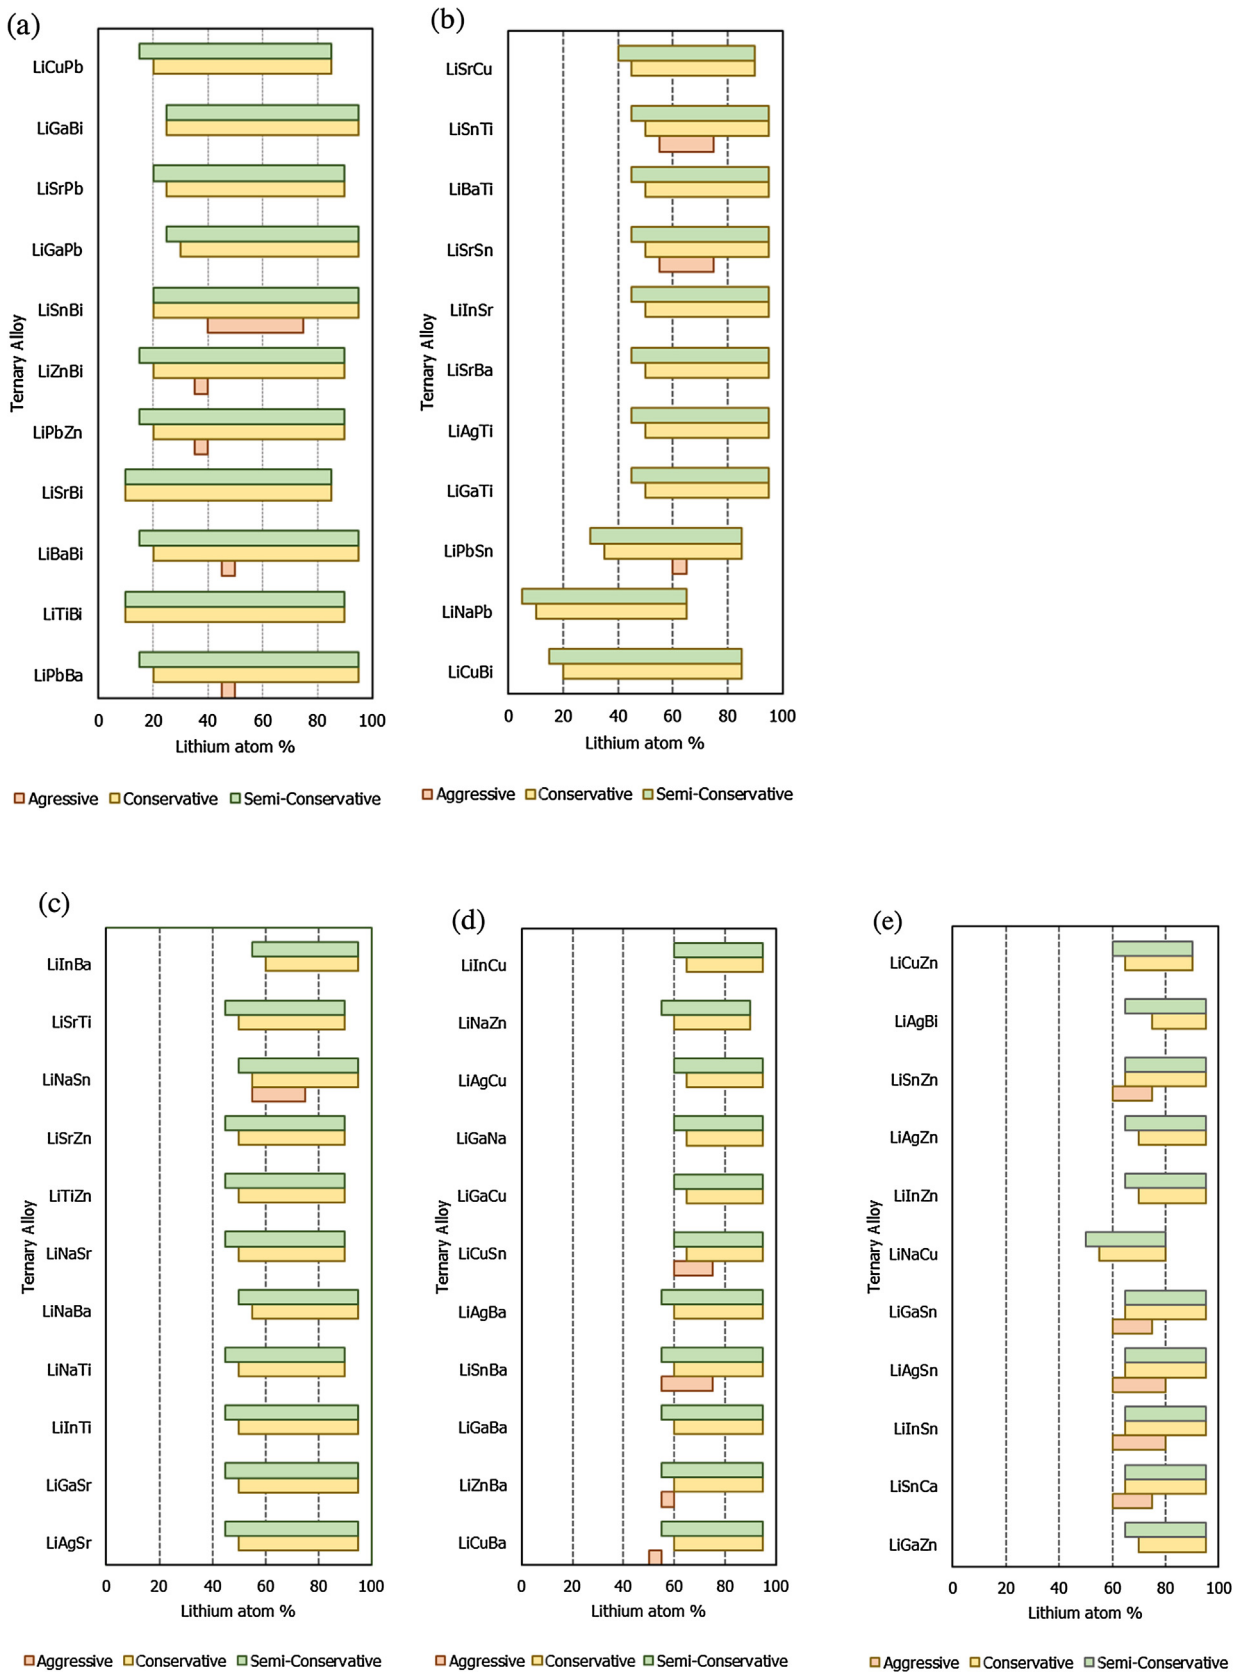 (a)
LiCuPb
LiGaBi
LiSrPb
LiGaPb
LiSnBi
LiZnBi
LiPbZn
LiSrBi
LiBaBi
LiTiBi
LiPbBa
Ternary Alloy
0 20 40 60 80 100
Lithium atom %
Agressive Conservative Semi-Conservative
(b)
LiSrCu
LiSnTi
LiBaTi
LiSrSn
LiInSr
LiSrBa
LiAgTi
LiGaTi
LiPbSn
LiNaPb
LiCuBi
Ternary Alloy
0 20 40 60 80 100
Lithium atom %
Aggressive Conservative Semi-Conservative
(c)
LiInBa
LiSrTi
LiNaSn
LiSrZn
LiTiZn
LiNaSr
LiNaBa
LiNaTi
LiInTi
LiGaSr
LiAgSr
Ternary Alloy
0 20 40 60 80 100
Lithium atom %
Aggressive Conservative Semi-Conservative
(d)
LiInCu
LiNaZn
LiAgCu
LiGaNa
LiGaCu
LiCuSn
LiAgBa
LiSnBa
LiGaBa
LiZnBa
LiCuBa
Ternary Alloy
0 20 40 60 80 100
Lithium atom %
Aggressive Conservative Semi-Conservative
(e)
LiCuZn
LiAgBi
LiSnZn
LiAgZn
LiInZn
LiNaCu
LiGaSn
LiAgSn
LiInSn
LiSnCa
LiGaZn
Ternary Alloy
0 20 40 60 80 100
Lithium atom %
Aggressive Conservative Semi-Conservative